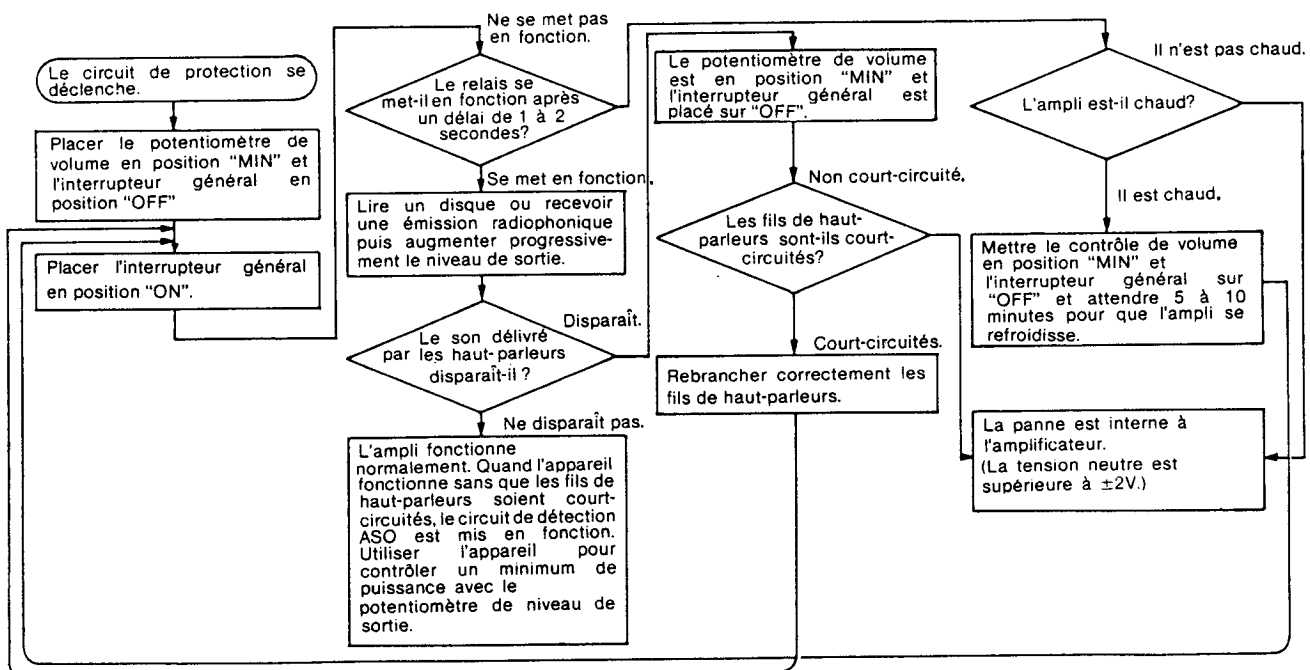 Le circuit de protection se
déclenche.
Placer le potentiomètre de
volume en position “MIN” et
l'interrupteur général en
position “OFF”
Placer l'interrupteur général
en position “ON”.
Ne se met pas
en fonction.
Le relais se
met-il en fonction après
un délai de 1 à 2
secondes?
Se met en fonction.
Lire un disque ou recevoir
une émission radiophonique
puis augmenter progressive-
ment le niveau de sortie.
Le son délivré
par les haut-parleurs
disparaît-il ?
Disparaît.
Ne disparaît pas.
L'ampli fonctionne
normalement. Quand l'appareil
fonctionne sans que les fils de
haut-parleurs soient court-
circuités, le circuit de détection
ASO est mis en fonction.
Utiliser l'appareil pour
contrôler un minimum de
puissance avec le
potentiomètre de niveau de
sortie.
Le potentiomètre de volume
est en position “MIN” et
l'interrupteur général est
placé sur “OFF”.
Non court-circuité.
Les fils de haut-
parleurs sont-ils court-
circuités?
Court-circuités.
Rebrancher correctement les
fils de haut-parleurs.
Il n'est pas chaud.
L'ampli est-il chaud?
Il est chaud.
Mettre le contrôle de volume
en position “MIN” et
l'interrupteur général sur
“OFF” et attendre 5 à 10
minutes pour que l'ampli se
refroidisse.
La panne est interne à
l'amplificateur.
(La tension neutre est
supérieure à ±2V.)